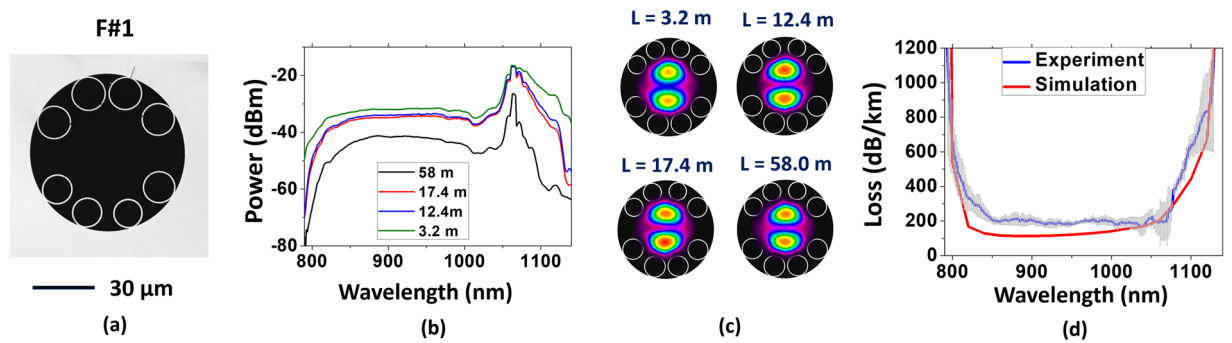 F#1
30 µm
(a)
-20
-40
-60
-80
Power (dBm)
58 m
17.4 m
12.4m
3.2 m
800
900
1000
1100
Wavelength (nm)
(b)
L = 3.2 m
L = 12.4 m
L = 17.4 m
L = 58.0 m
(c)
1200
1000
800
600
400
200
0
Loss (dB/km)
Experiment
Simulation
800
900
1000
1100
Wavelength (nm)
(d)